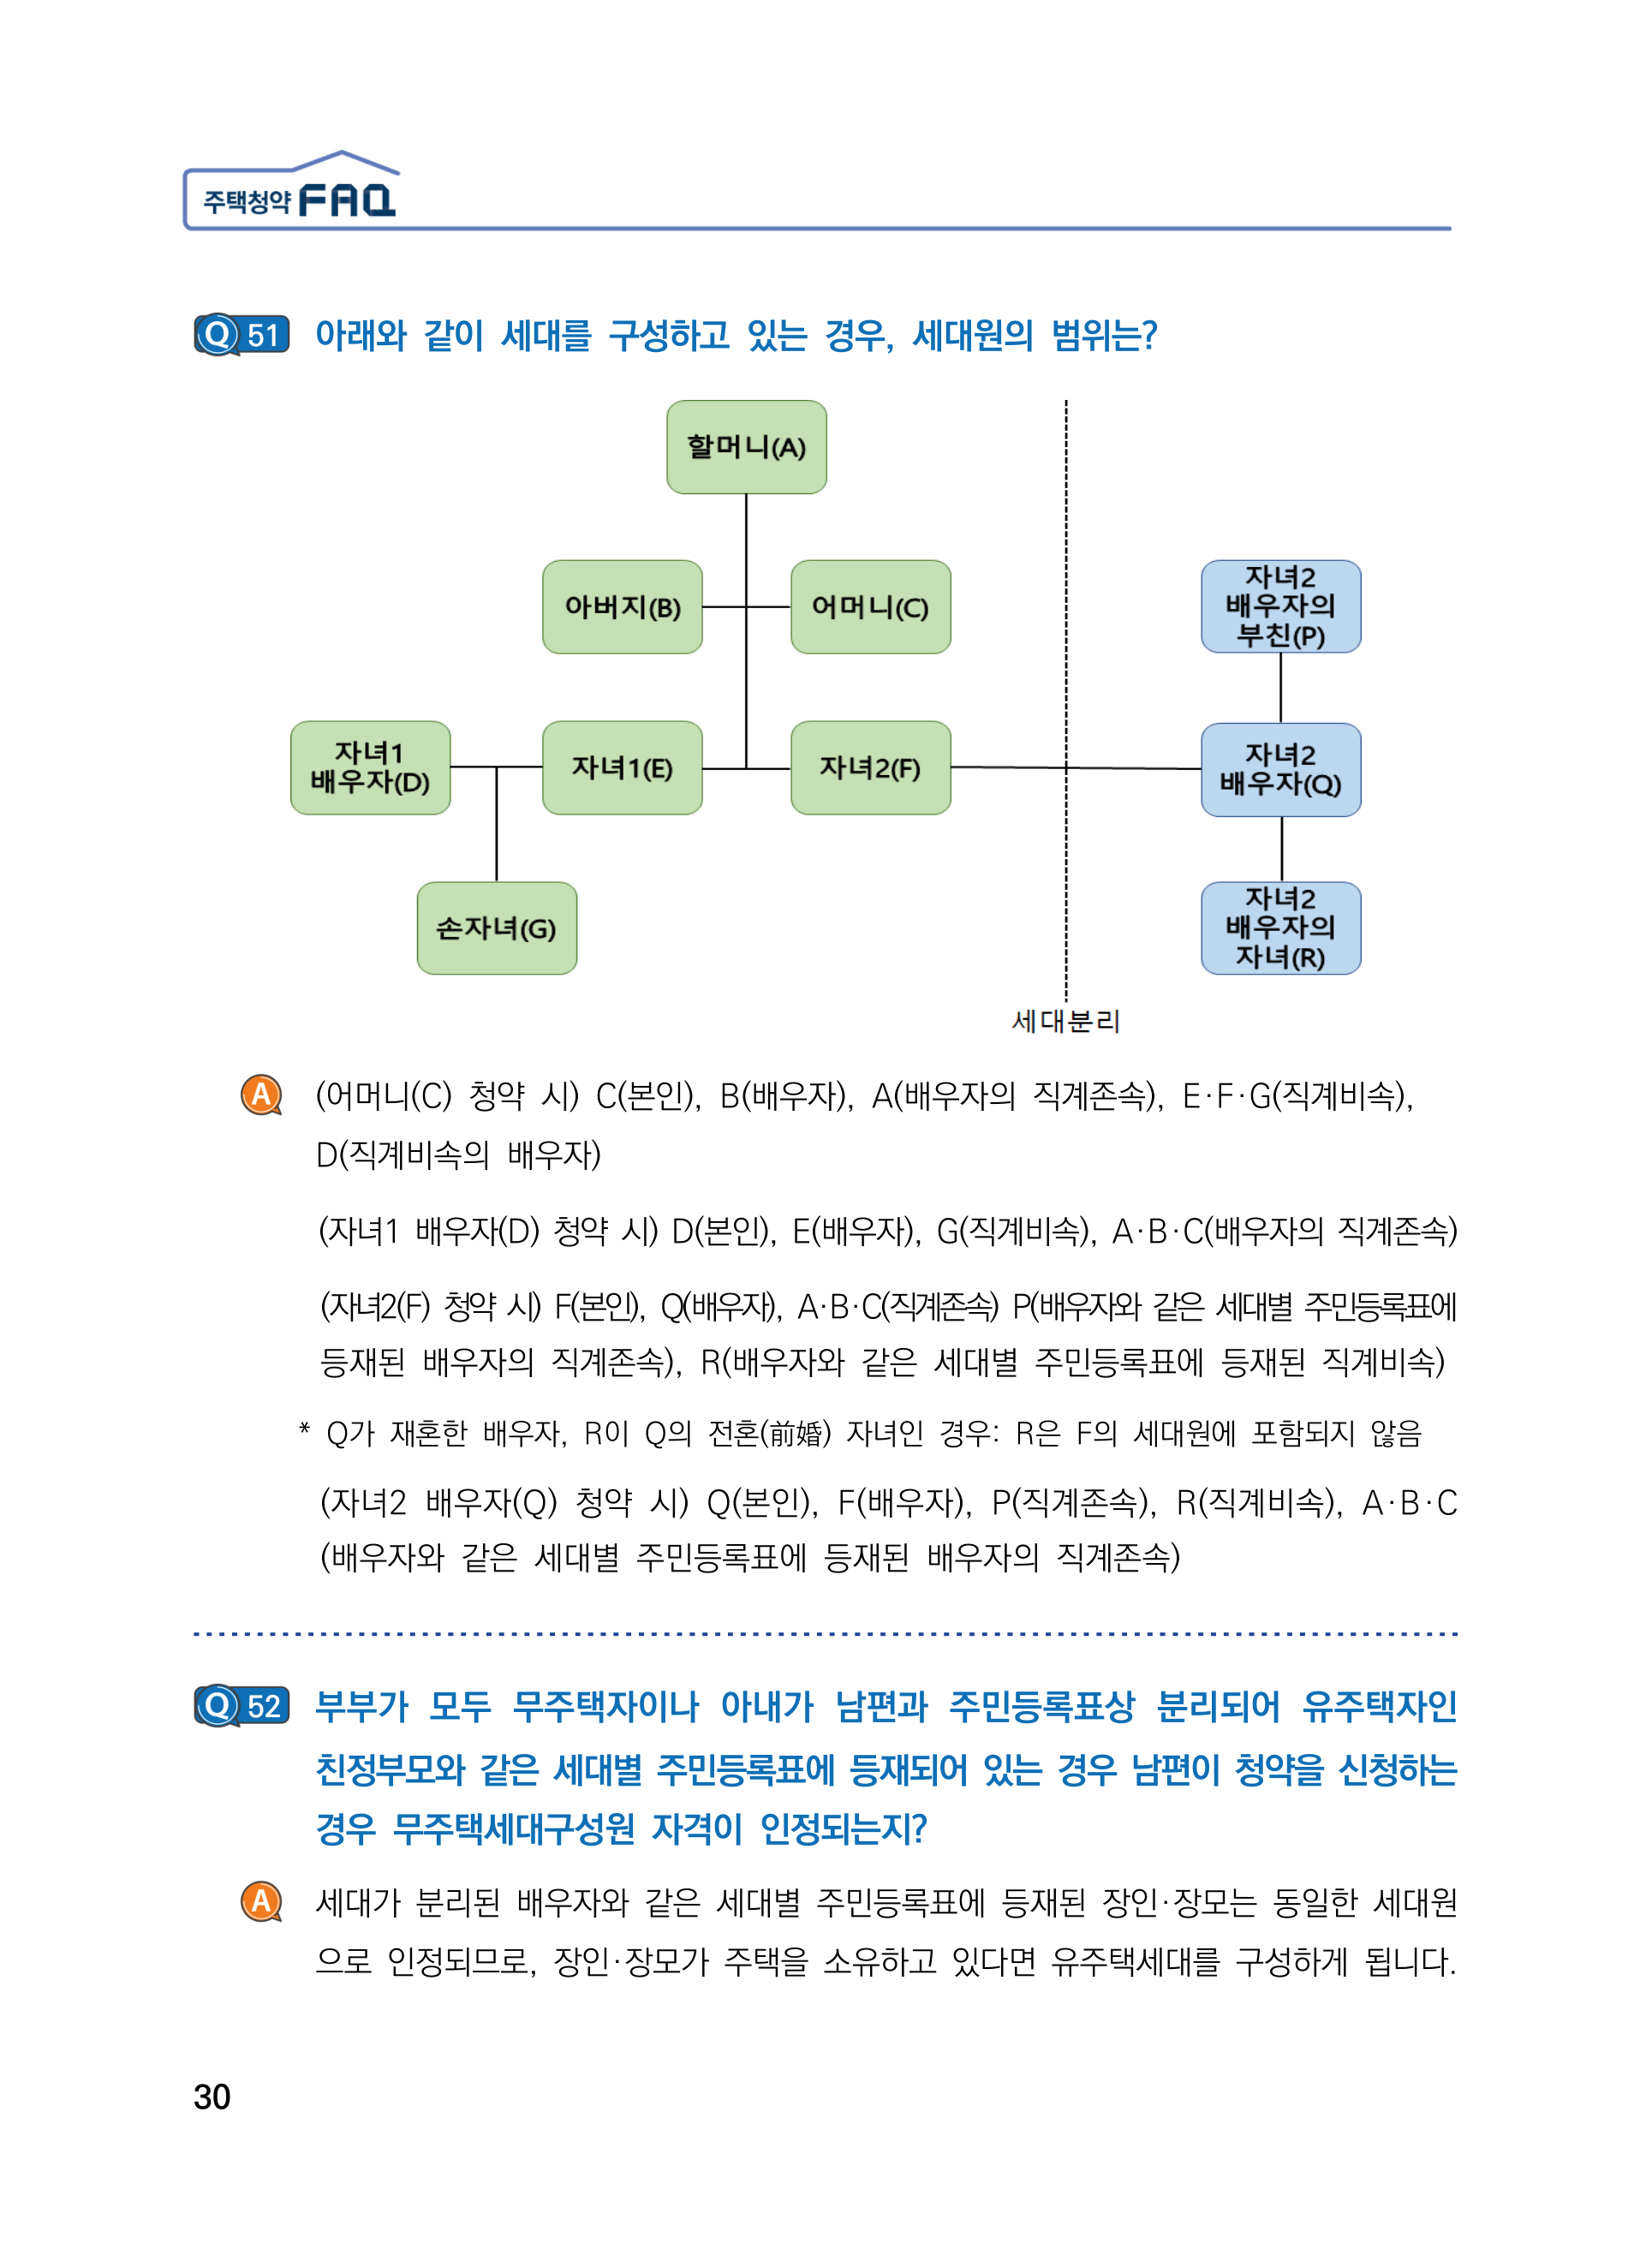 주택청약 FAQ
Q 51 아래와 같이 세대를 구성하고 있는 경우, 세대원의 범위는?
할머니(A)
아버지(B)
어머니(C)
자녀2
배우자의
부친(P)
자녀1
배우자(D)
자녀1(E)
자녀2(F)
자녀2
배우자(Q)
손자녀(G)
자녀2
배우자의
자녀(R)
세대분리
A (어머니(C) 청약 시) C(본인), B(배우자), A(배우자의 직계존속), E·F·G(직계비속),
D(직계비속의 배우자)
(자녀1 배우자(D) 청약 시) D(본인), E(배우자), G(직계비속), A·B·C(배우자의 직계존속)
(자녀2(F) 청약 시) F(본인), Q(배우자), A·B·C(직계존속) P(배우자와 같은 세대별 주민등록표에
등재된 배우자의 직계존속), R(배우자와 같은 세대별 주민등록표에 등재된 직계비속)
* Q가 재혼한 배우자, R이 Q의 전혼(前婚) 자녀인 경우: R은 F의 세대원에 포함되지 않음
(자녀2 배우자(Q) 청약 시) Q(본인), F(배우자), P(직계존속), R(직계비속), A·B·C
(배우자와 같은 세대별 주민등록표에 등재된 배우자의 직계존속)
Q 52 부부가 모두 무주택자이나 아내가 남편과 주민등록표상 분리되어 유주택자인
친정부모와 같은 세대별 주민등록표에 등재되어 있는 경우 남편이 청약을 신청하는
경우 무주택세대구성원 자격이 인정되는지?
A 세대가 분리된 배우자와 같은 세대별 주민등록표에 등재된 장인·장모는 동일한 세대원
으로 인정되므로, 장인·장모가 주택을 소유하고 있다면 유주택세대를 구성하게 됩니다.
30